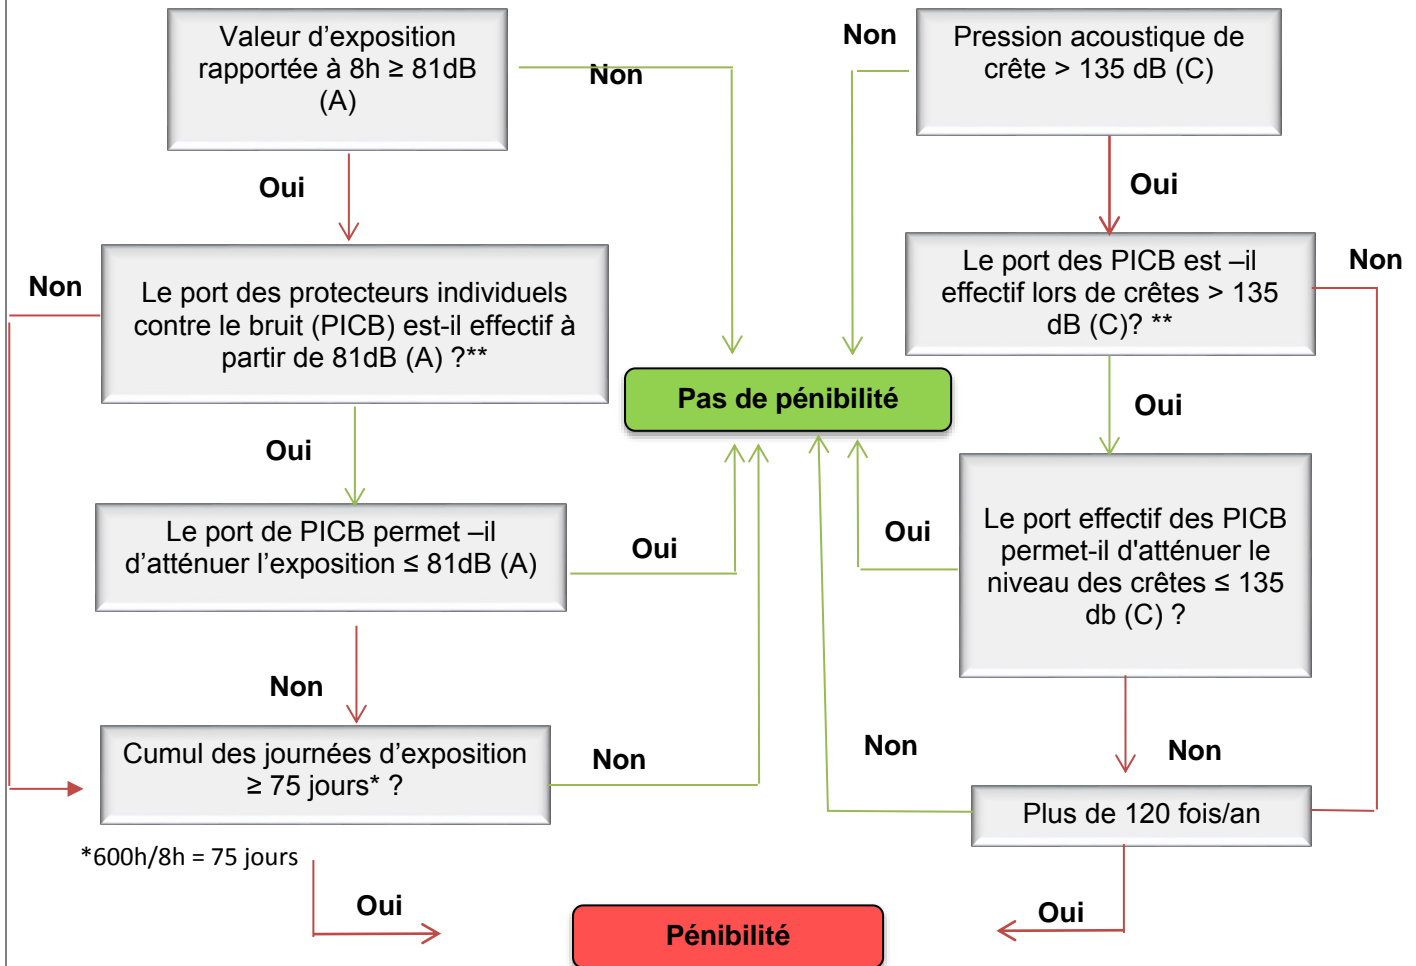 Valeur d’exposition
rapportée à 8h ≥ 81dB
(A)
Non
Non
Pression acoustique de
crête > 135 dB (C)
Oui
Oui
Non
Le port des protecteurs individuels
contre le bruit (PICB) est-il effectif à
partir de 81dB (A) ?**
Le port des PICB est –il
effectif lors de crêtes > 135
dB (C)? **
Non
Pas de pénibilité
Oui
Oui
Le port de PICB permet –il
d’atténuer l’exposition ≤ 81dB (A)
Oui
Oui
Le port effectif des PICB
permet-il d'atténuer le
niveau des crêtes ≤ 135
db (C) ?
Non
Cumul des journées d’exposition
≥ 75 jours* ?
Non
Non
Non
Plus de 120 fois/an
*600h/8h = 75 jours
Oui
Pénibilité
Oui